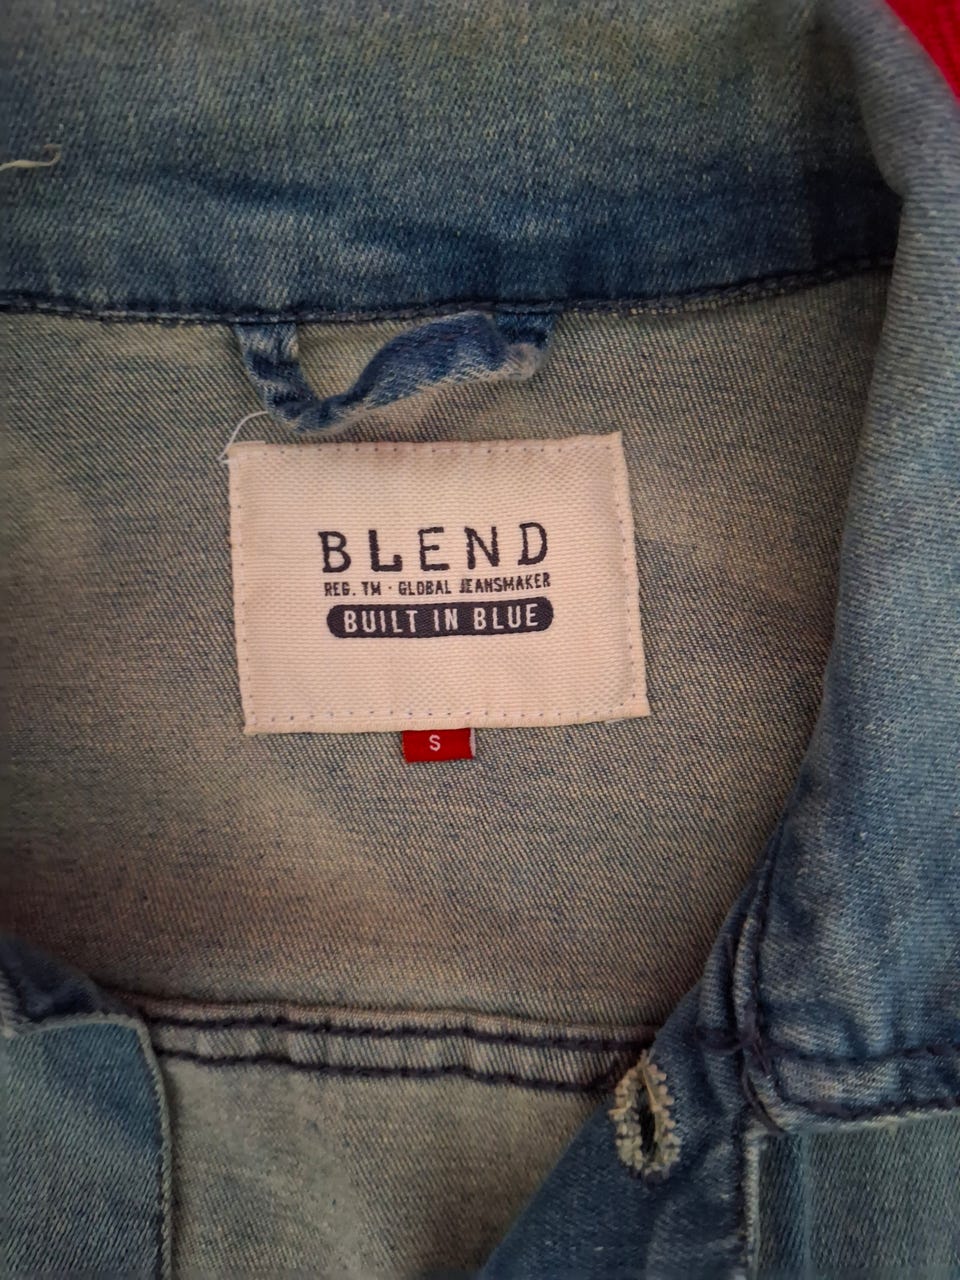 BLEND
REG. TM · GLOBAL JEANSMAKER
BUILT IN BLUE
S